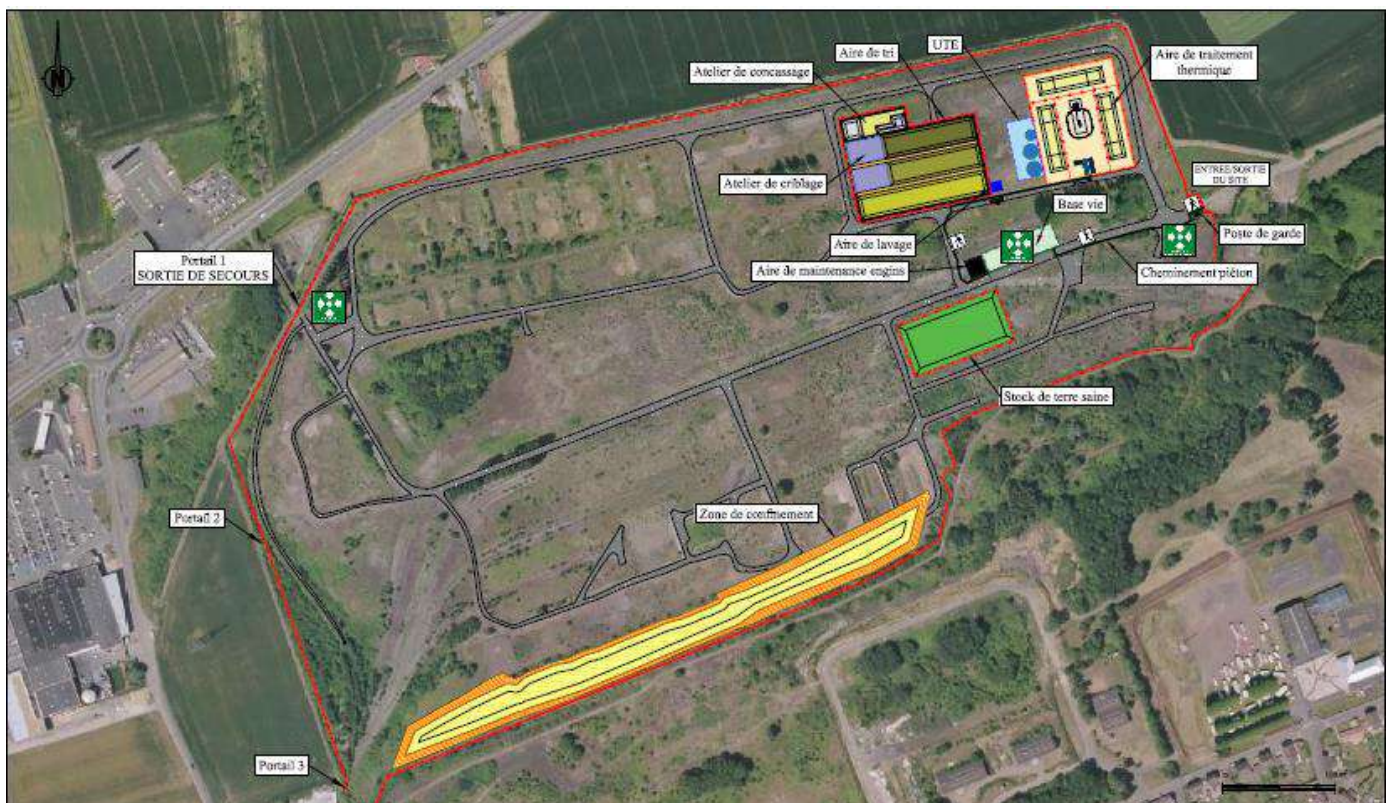 N
Aire de tri
UTE
Aire de traitement
thermique
Atelier de concassage
Atelier de criblage
ENTRÉE/SORTIE
DU SITE
Base vie
Poste de garde
Aire de lavage
Aire de maintenance engins
Cheminement piéton
Portail 1
SORTIE DE SECOURS
Stock de terre saine
Portail 2
Zone de confinement
Portail 3